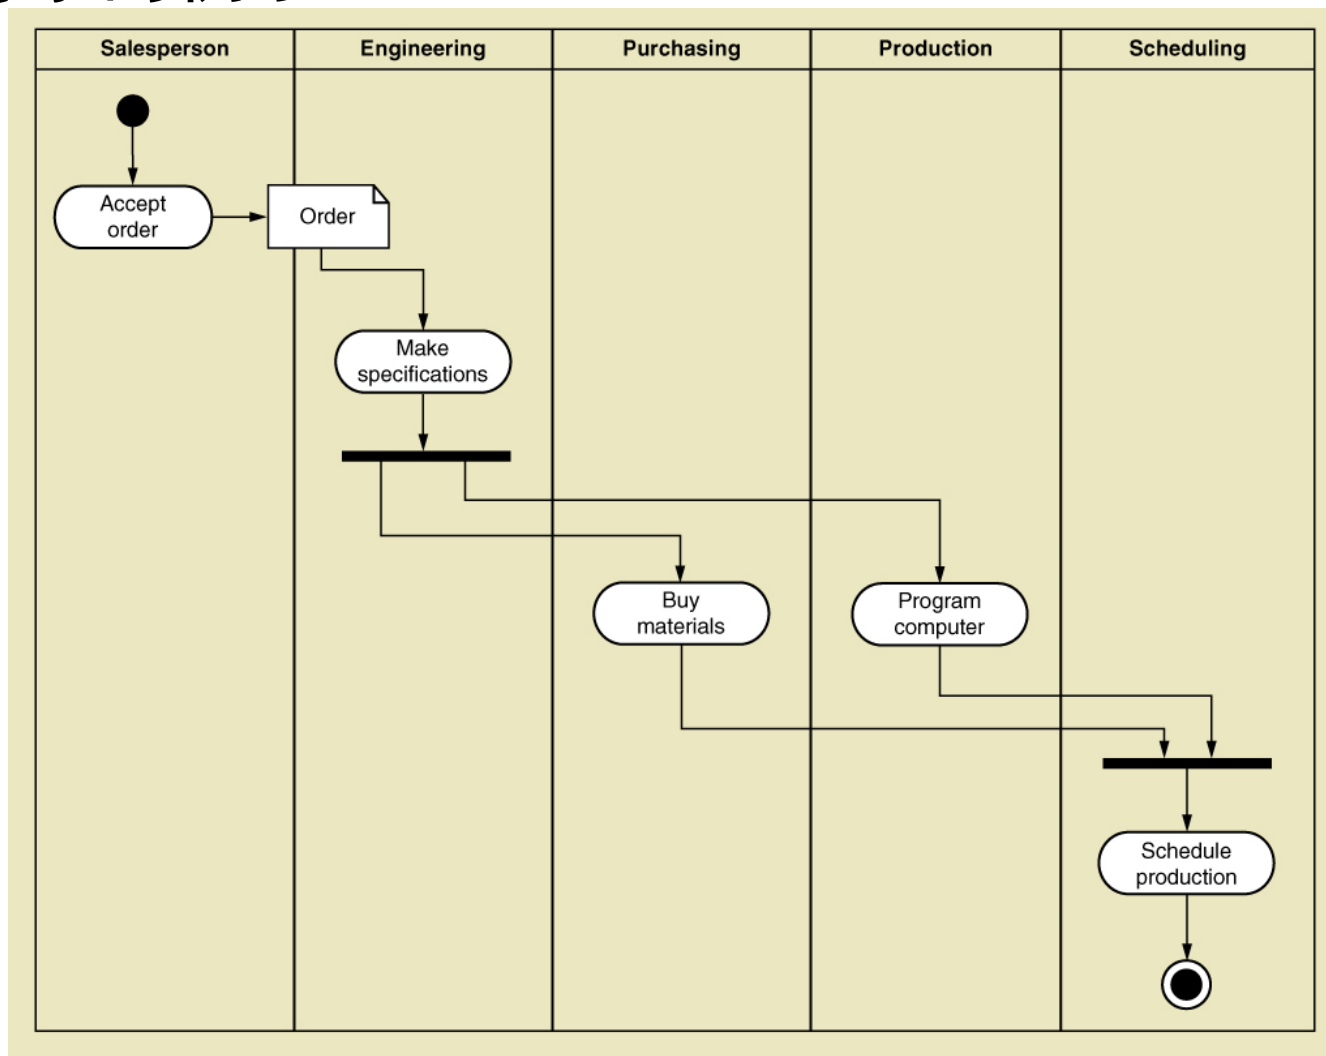 Salesperson
Engineering
Purchasing
Production
Scheduling
Accept
order
Order
Make
specifications
Buy
materials
Program
computer
Schedule
production